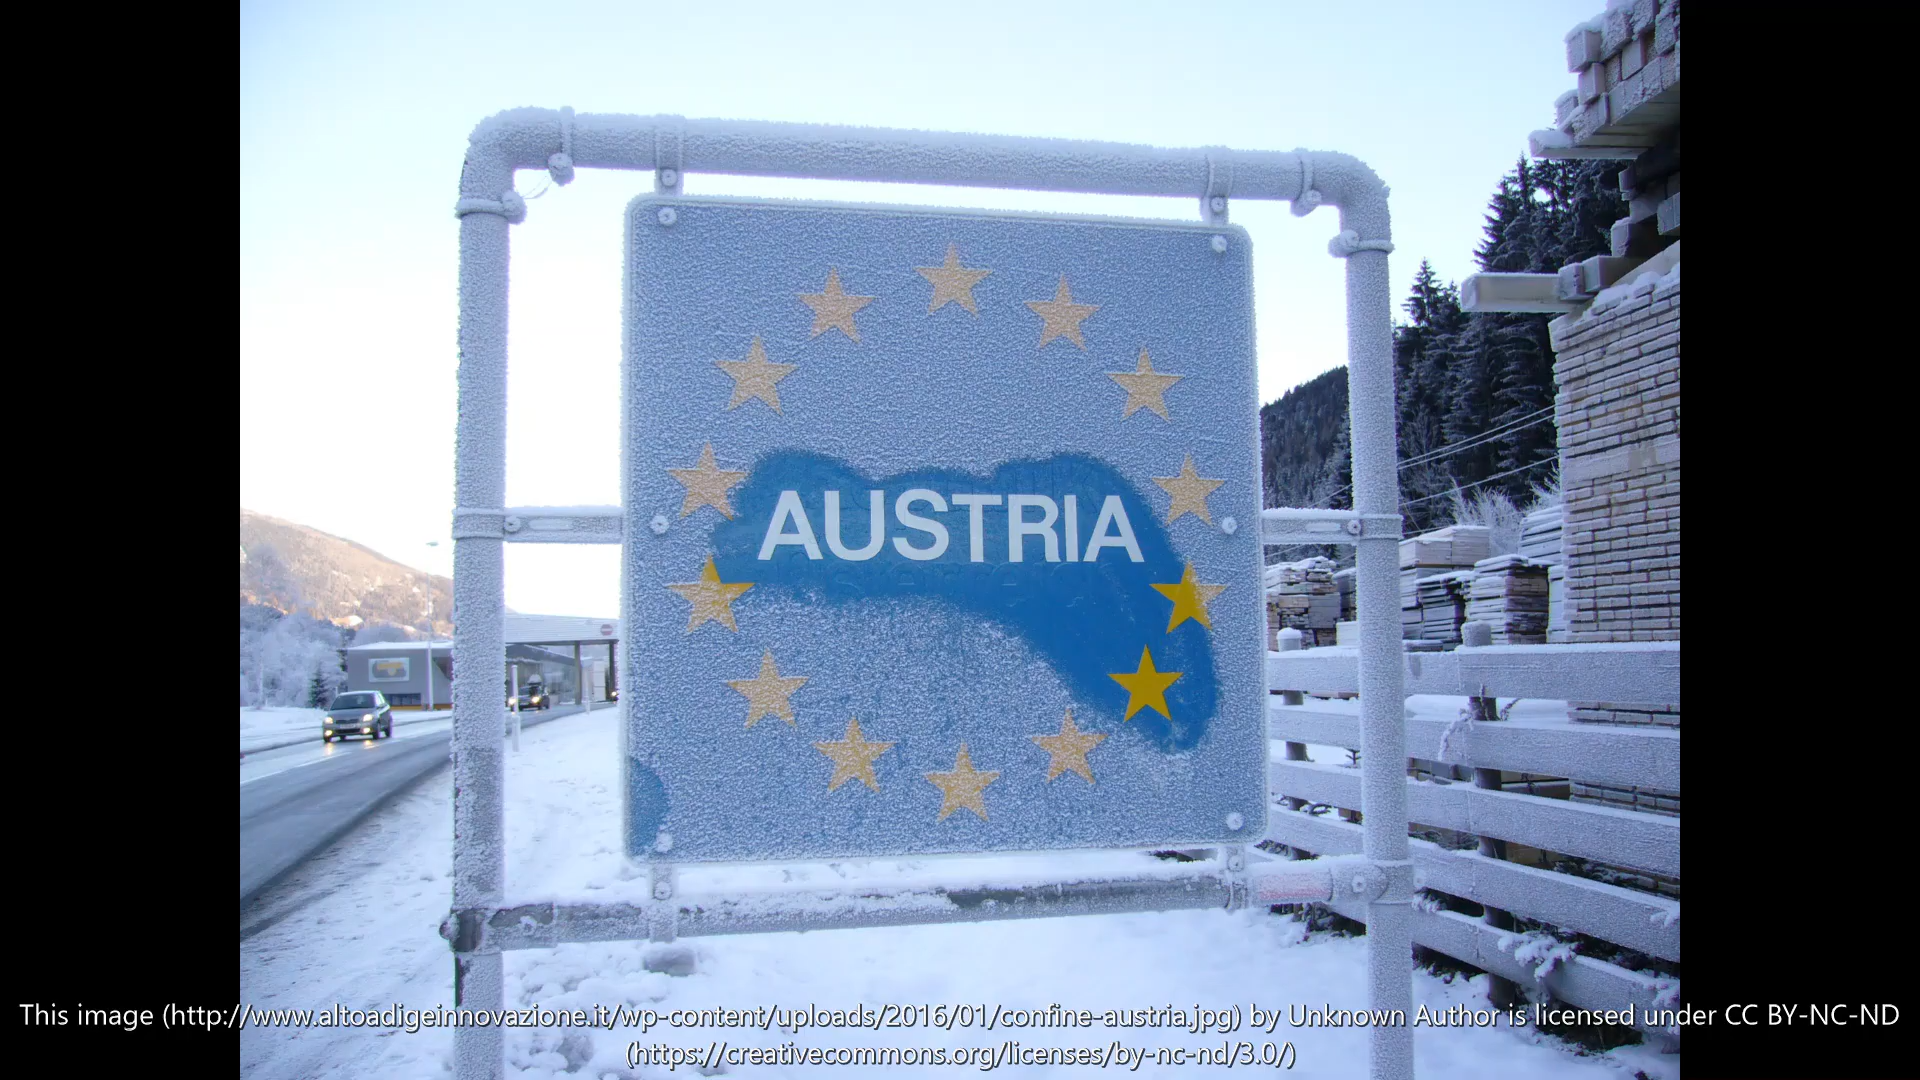 AUSTRIA
This image (http://www.altoadigeinnovazione.it/wp-content/uploads/2016/01/confine-austria.jpg) by Unknown Author is licensed under CC BY-NC-ND
(https://creativecommons.org/licenses/by-nc-nd/3.0/)